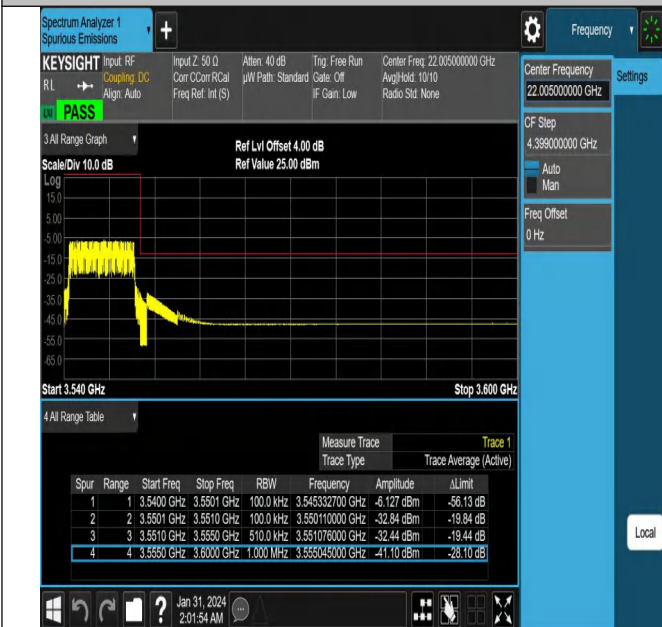 Spectrum Analyzer 1
Spurious Emissions
+
Frequency
KEYSIGHT Input: RF Input Z: 50 Ω Atten: 40 dB Trig: Free Run Center Freq: 22.005000000 GHz
RL Coupling: DC Corr CCorr RCal µW Path: Standard Gate: Off Avg|Hold: 10/10
Align: Auto Freq Ref: Int (S) IF Gain: Low Radio Std: None
PASS
Center Frequency
22.005000000 GHz
Settings
CF Step
4.399000000 GHz
Auto
Man
Freq Offset
0 Hz
3 All Range Graph
Ref Lvl Offset 4.00 dB
Scale/Div 10.0 dB Ref Value 25.00 dBm
Log
15.0
5.00
-5.00
-15.0
-25.0
-35.0
-45.0
-55.0
-65.0
Start 3.540 GHz Stop 3.600 GHz
4 All Range Table
Measure Trace Trace 1
Trace Type Trace Average (Active)
Spur Range Start Freq Stop Freq RBW Frequency Amplitude ΔLimit
1 1 3.5400 GHz 3.5501 GHz 100.0 kHz 3.545332700 GHz -6.127 dBm -56.13 dB
2 2 3.5501 GHz 3.5510 GHz 100.0 kHz 3.550110000 GHz -32.84 dBm -19.84 dB
3 3 3.5510 GHz 3.5550 GHz 510.0 kHz 3.551076000 GHz -32.44 dBm -19.44 dB
4 4 3.5550 GHz 3.6000 GHz 1.000 MHz 3.555045000 GHz -41.10 dBm -28.10 dB
Local
?
Jan 31, 2024
2:01:54 AM